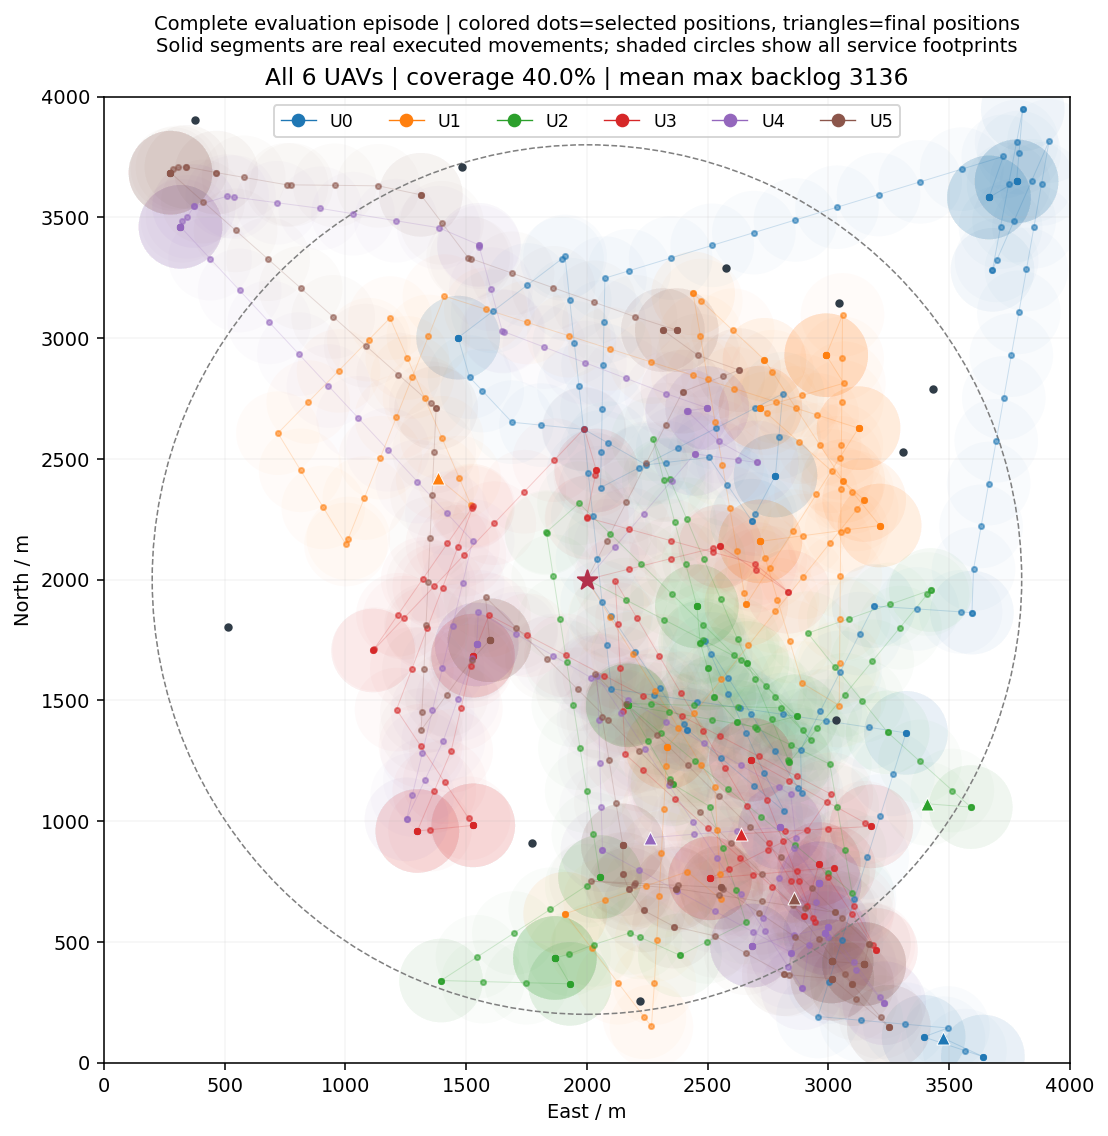 Complete evaluation episode | colored dots=selected positions, triangles=final positions
Solid segments are real executed movements; shaded circles show all service footprints
All 6 UAVs | coverage 40.0% | mean max backlog 3136
U0 U1 U2 U3 U4 U5
4000
3500
3000
2500
2000
1500
1000
500
0
North / m
0 500 1000 1500 2000 2500 3000 3500 4000
East / m